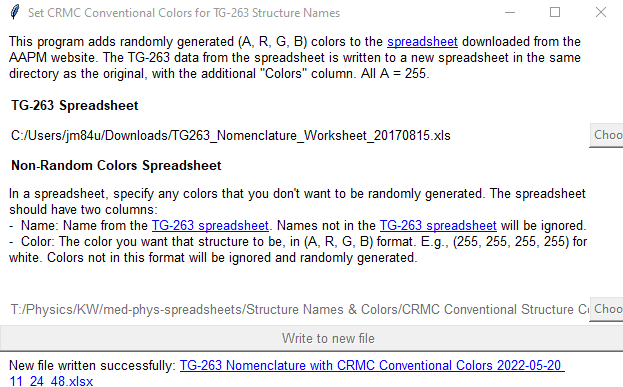 Set CRMC Conventional Colors for TG-263 Structure Names
This program adds randomly generated (A, R, G, B) colors to the spreadsheet downloaded from the
AAPM website. The TG-263 data from the spreadsheet is written to a new spreadsheet in the same
directory as the original, with the additional "Colors" column. All A = 255.
TG-263 Spreadsheet
C:/Users/jm84u/Downloads/TG263_Nomenclature_Worksheet_20170815.xls
Choo
Non-Random Colors Spreadsheet
In a spreadsheet, specify any colors that you don't want to be randomly generated. The spreadsheet
should have two columns:
- Name: Name from the TG-263 spreadsheet. Names not in the TG-263 spreadsheet will be ignored.
- Color: The color you want that structure to be, in (A, R, G, B) format. E.g., (255, 255, 255, 255) for
white. Colors not in this format will be ignored and randomly generated.
T:/Physics/KW/med-phys-spreadsheets/Structure Names & Colors/CRMC Conventional Structure C
Choo
Write to new file
New file written successfully: TG-263 Nomenclature with CRMC Conventional Colors 2022-05-20
11_24_48.xlsx